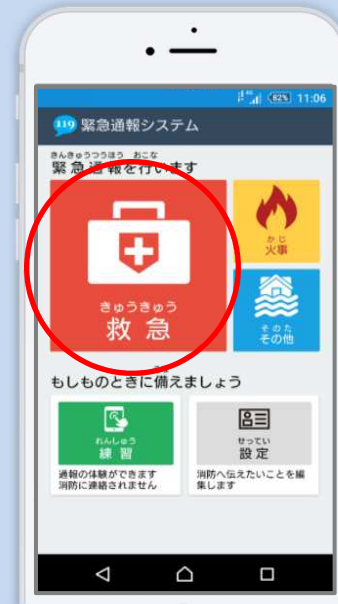 82% 11:06
119 緊急通報システム
きんきゅうつうほう おこな
緊急通報を行います
きゅうきゅう
救急
かじ
火事
そのた
その他
もしものときに備えましょう
れんしゅう
練習
通報の体験ができます
消防に連絡されません
せってい
設定
消防へ伝えたいことを編
集します